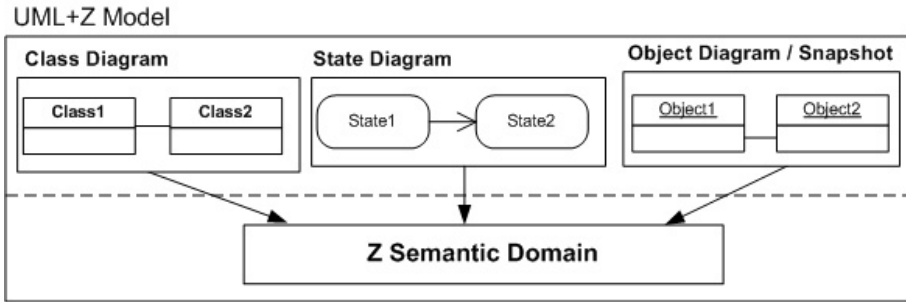 UML+Z Model
Class Diagram
Class1
Class2
State Diagram
State1
State2
Object Diagram / Snapshot
Object1
Object2
Z Semantic Domain